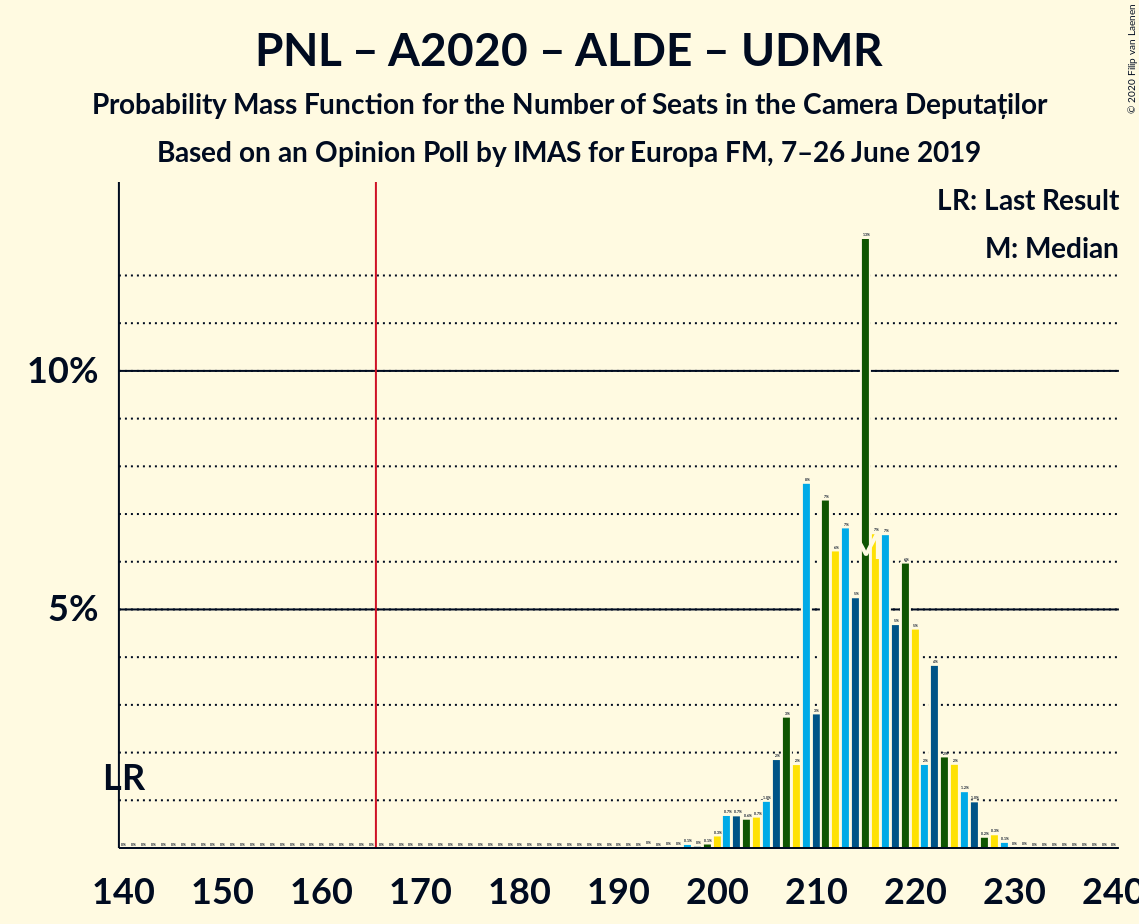 PNL – A2020 – ALDE – UDMR
Probability Mass Function for the Number of Seats in the Camera Deputaților
Based on an Opinion Poll by IMAS for Europa FM, 7–26 June 2019
© 2020 Filip van Laenen
LR: Last Result
M: Median
10%
5%
LR
M
140 150 160 170 180 190 200 210 220 230 240